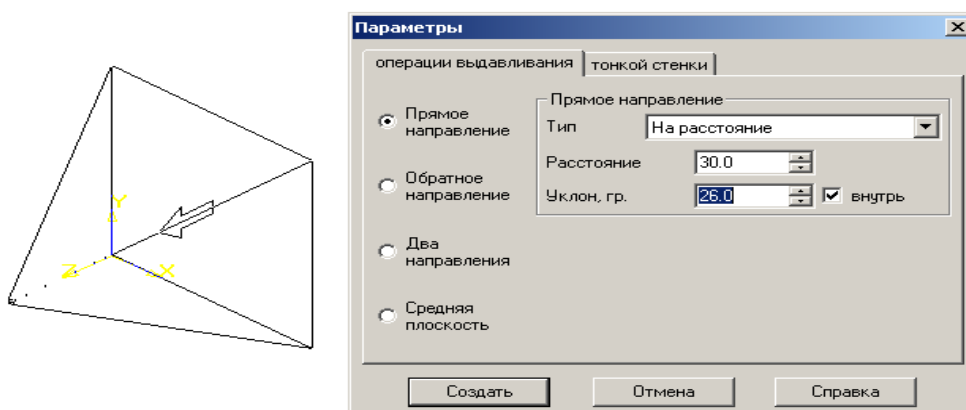 Параметры
операции выдавливания
тонкой стенки
Прямое
направление
Обратное
направление
Два
направления
Средняя
плоскость
Прямое направление
Тип
На расстояние
Расстояние
30.0
Уклон, гр.
26.0
внутрь
Создать
Отмена
Справка
Y
Z
X